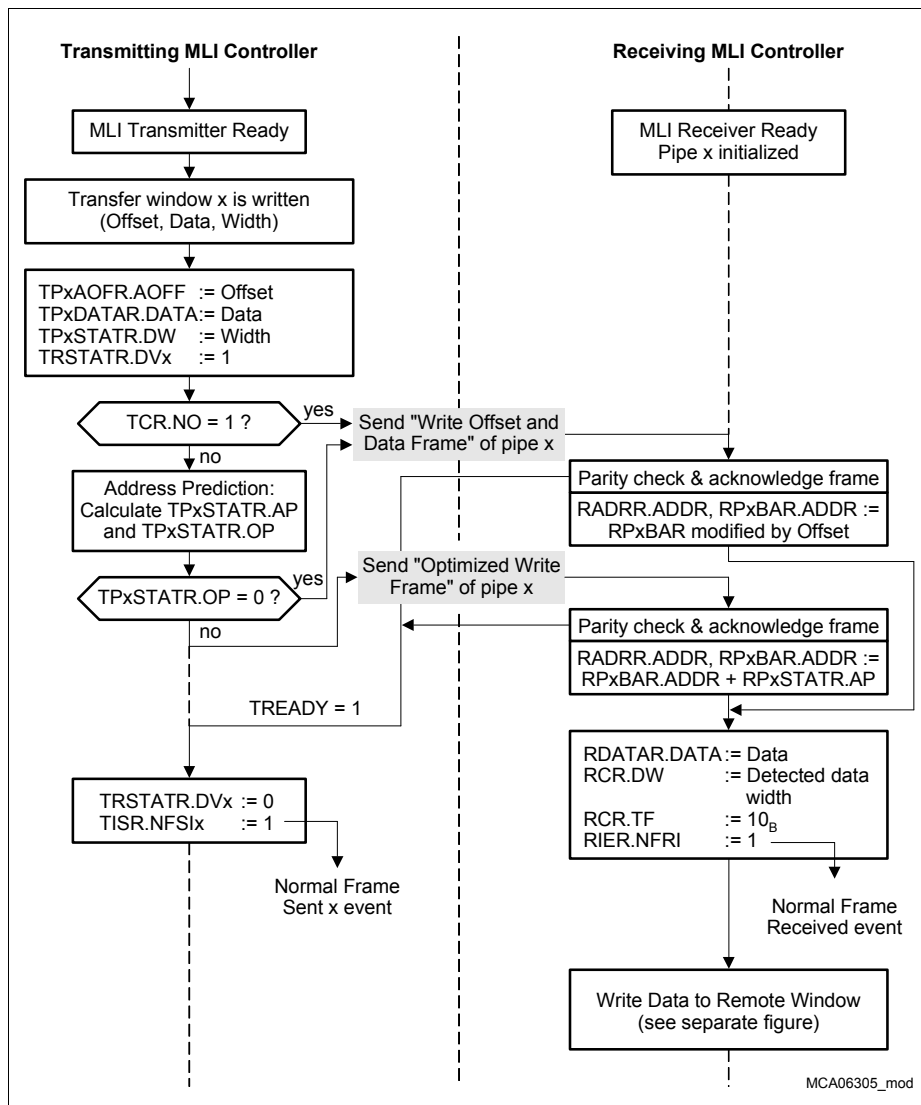 Transmitting MLI Controller
Receiving MLI Controller
MLI Transmitter Ready
MLI Receiver Ready
Pipe x initialized
Transfer window x is written
(Offset, Data, Width)
TPxAOFR.AOFF := Offset
TPxDATAR.DATA := Data
TPxSTATR.DW := Width
TRSTATR.DVx := 1
TCR.NO = 1 ?
yes
no
Send "Write Offset and
Data Frame" of pipe x
Address Prediction:
Calculate TPxSTATR.AP
and TPxSTATR.OP
Parity check & acknowledge frame
RADRR.ADDR, RPxBAR.ADDR :=
RPxBAR modified by Offset
TPxSTATR.OP = 0 ?
yes
no
Send "Optimized Write
Frame" of pipe x
Parity check & acknowledge frame
RADRR.ADDR, RPxBAR.ADDR :=
RPxBAR.ADDR + RPxSTATR.AP
TREADY = 1
TRSTATR.DVx := 0
TISR.NFSIx := 1
Normal Frame
Sent x event
RDATAR.DATA := Data
RCR.DW := Detected data
width
RCR.TF := 10B
RIER.NFRI := 1
Normal Frame
Received event
Write Data to Remote Window
(see separate figure)
MCA06305_mod